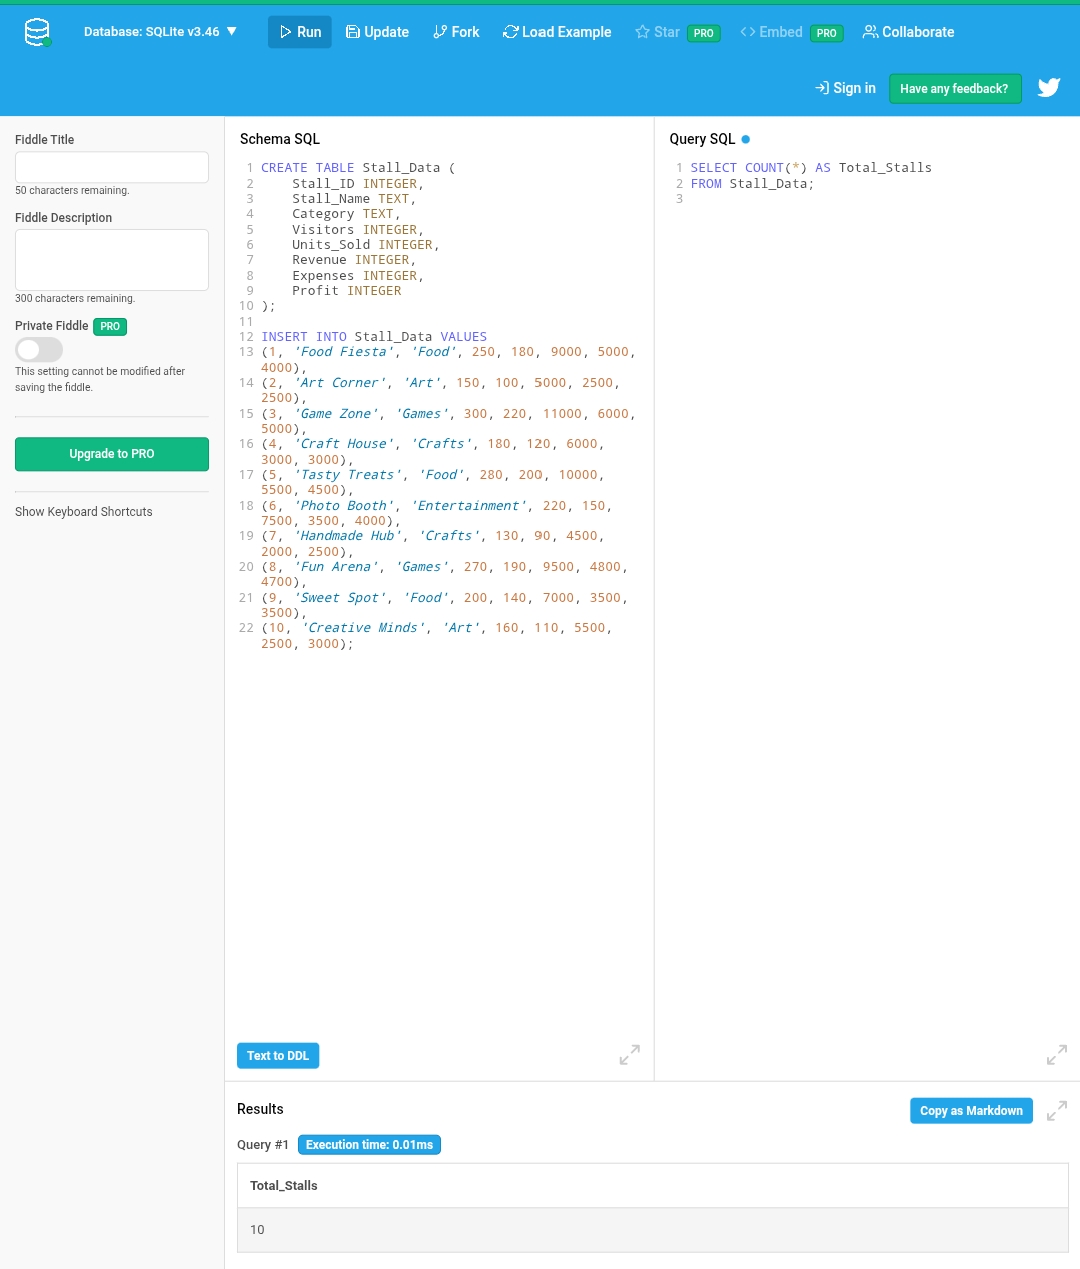 Database: SQLite v3.46 ▼
Run
Update
Fork
Load Example
Star PRO
Embed PRO
Collaborate
Sign in
Have any feedback?
Fiddle Title
50 characters remaining.
Fiddle Description
300 characters remaining.
Private Fiddle PRO
This setting cannot be modified after
saving the fiddle.
Upgrade to PRO
Show Keyboard Shortcuts
Schema SQL
1 CREATE TABLE Stall_Data (
2     Stall_ID INTEGER,
3     Stall_Name TEXT,
4     Category TEXT,
5     Visitors INTEGER,
6     Units_Sold INTEGER,
7     Revenue INTEGER,
8     Expenses INTEGER,
9     Profit INTEGER
10 );
11
12 INSERT INTO Stall_Data VALUES
13 (1, 'Food Fiesta', 'Food', 250, 180, 9000, 5000,
4000),
14 (2, 'Art Corner', 'Art', 150, 100, 5000, 2500,
2500),
15 (3, 'Game Zone', 'Games', 300, 220, 11000, 6000,
5000),
16 (4, 'Craft House', 'Crafts', 180, 120, 6000,
3000, 3000),
17 (5, 'Tasty Treats', 'Food', 280, 200, 10000,
5500, 4500),
18 (6, 'Photo Booth', 'Entertainment', 220, 150,
7500, 3500, 4000),
19 (7, 'Handmade Hub', 'Crafts', 130, 90, 4500,
2000, 2500),
20 (8, 'Fun Arena', 'Games', 270, 190, 9500, 4800,
4700),
21 (9, 'Sweet Spot', 'Food', 200, 140, 7000, 3500,
3500),
22 (10, 'Creative Minds', 'Art', 160, 110, 5500,
2500, 3000);
Text to DDL
Query SQL
1 SELECT COUNT(*) AS Total_Stalls
2 FROM Stall_Data;
3
Results
Copy as Markdown
Query #1 Execution time: 0.01ms
Total_Stalls
10